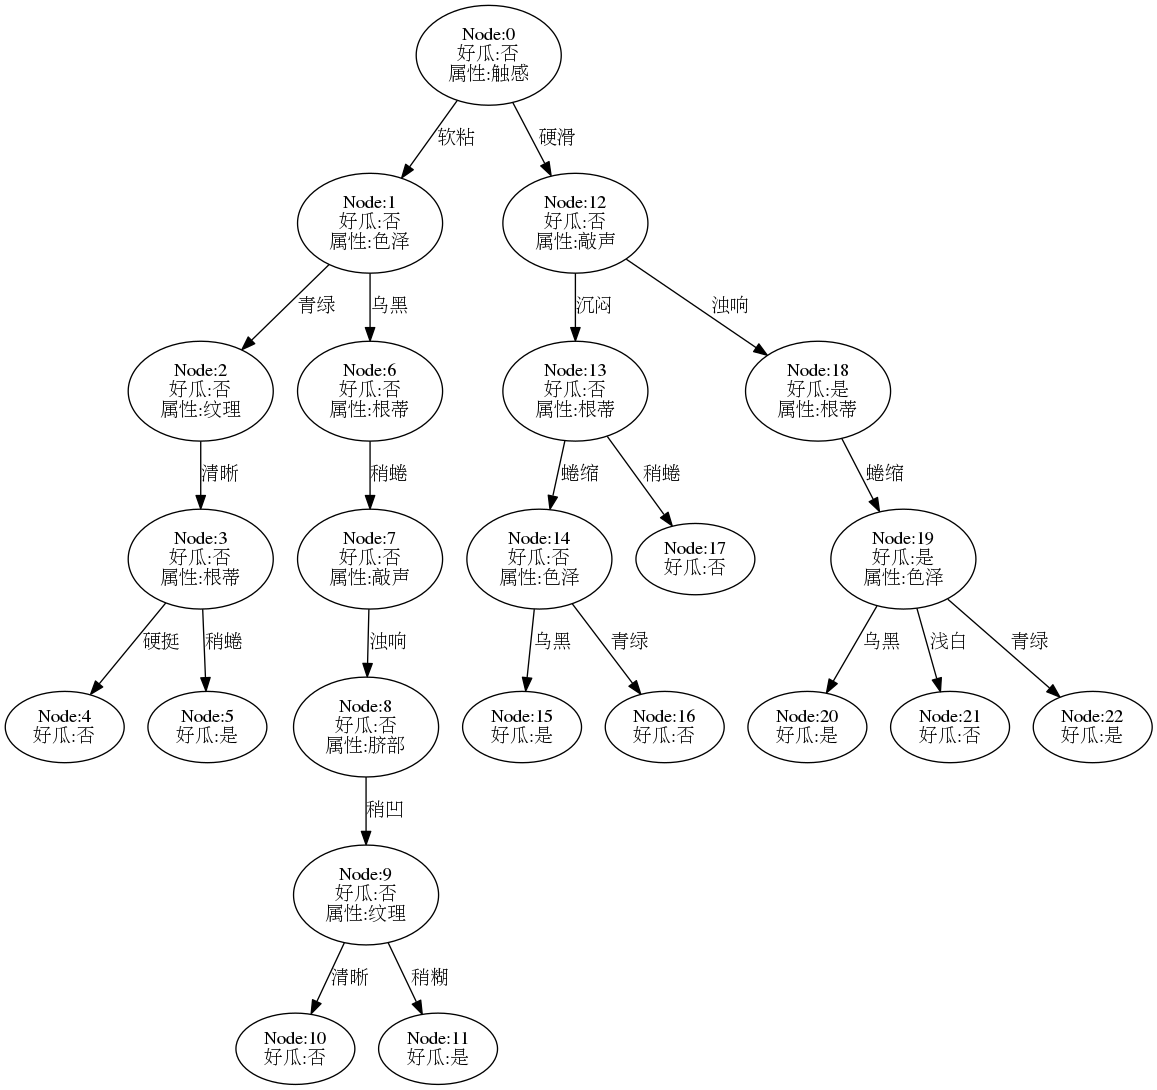 Node:0
好瓜:否
属性:触感
软粘
硬滑
Node:1
好瓜:否
属性:色泽
Node:12
好瓜:否
属性:敲声
青绿
乌黑
沉闷
浊响
Node:2
好瓜:否
属性:纹理
Node:6
好瓜:否
属性:根蒂
Node:13
好瓜:否
属性:根蒂
Node:18
好瓜:是
属性:根蒂
清晰
稍蜷
蜷缩
稍蜷
蜷缩
Node:3
好瓜:否
属性:根蒂
Node:7
好瓜:否
属性:敲声
Node:14
好瓜:否
属性:色泽
Node:17
好瓜:否
Node:19
好瓜:是
属性:色泽
硬挺
稍蜷
浊响
乌黑
青绿
乌黑
浅白
青绿
Node:4
好瓜:否
Node:5
好瓜:是
Node:8
好瓜:否
属性:脐部
Node:15
好瓜:是
Node:16
好瓜:否
Node:20
好瓜:是
Node:21
好瓜:否
Node:22
好瓜:是
稍凹
Node:9
好瓜:否
属性:纹理
清晰
稍糊
Node:10
好瓜:否
Node:11
好瓜:是